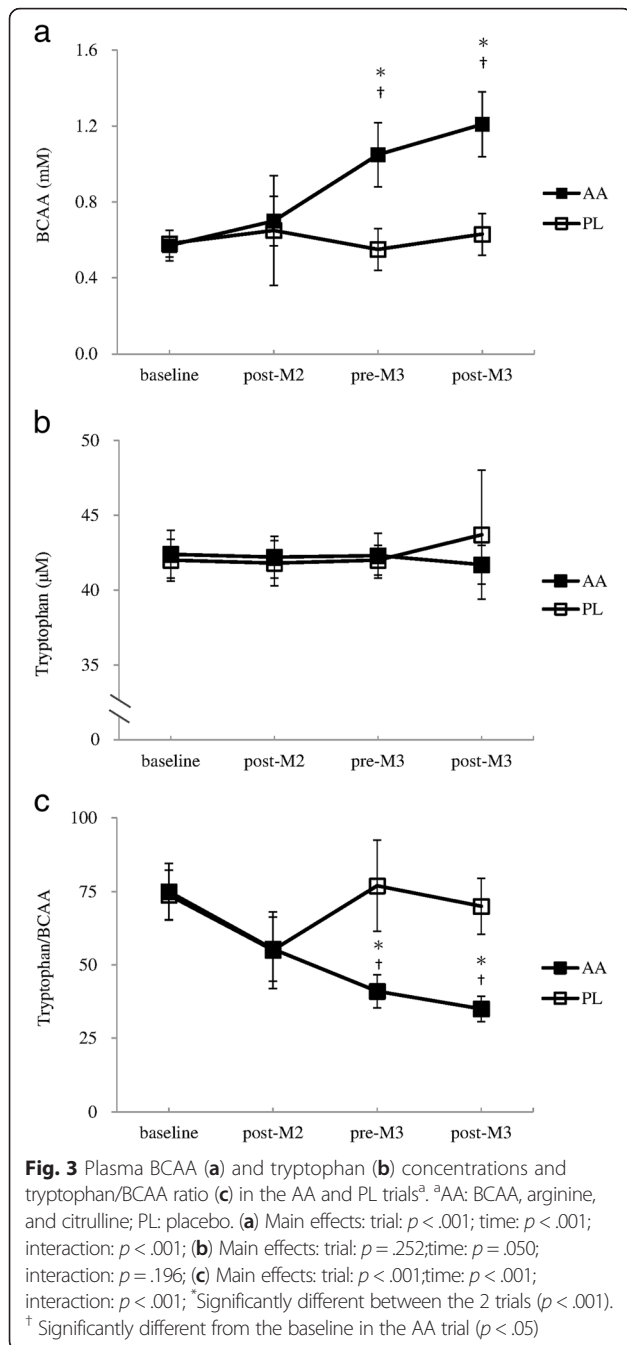 a
1.6
1.2
0.8
0.4
0.0
BCAA (mM)
*
†
*
†
AA
PL
baseline post-M2 pre-M3 post-M3
b
50
45
40
35
0
Tryptophan (μM)
AA
PL
baseline post-M2 pre-M3 post-M3
c
100
75
50
25
0
Tryptophan/BCAA
*
†
*
†
AA
PL
baseline post-M2 pre-M3 post-M3
Fig. 3 Plasma BCAA (a) and tryptophan (b) concentrations and
tryptophan/BCAA ratio (c) in the AA and PL trialsᵃ. ᵃAA: BCAA, arginine,
and citrulline; PL: placebo. (a) Main effects: trial: p < .001; time: p < .001;
interaction: p < .001; (b) Main effects: trial: p = .252;time: p = .050;
interaction: p = .196; (c) Main effects: trial: p < .001;time: p < .001;
interaction: p < .001; *Significantly different between the 2 trials (p < .001).
† Significantly different from the baseline in the AA trial (p < .05)